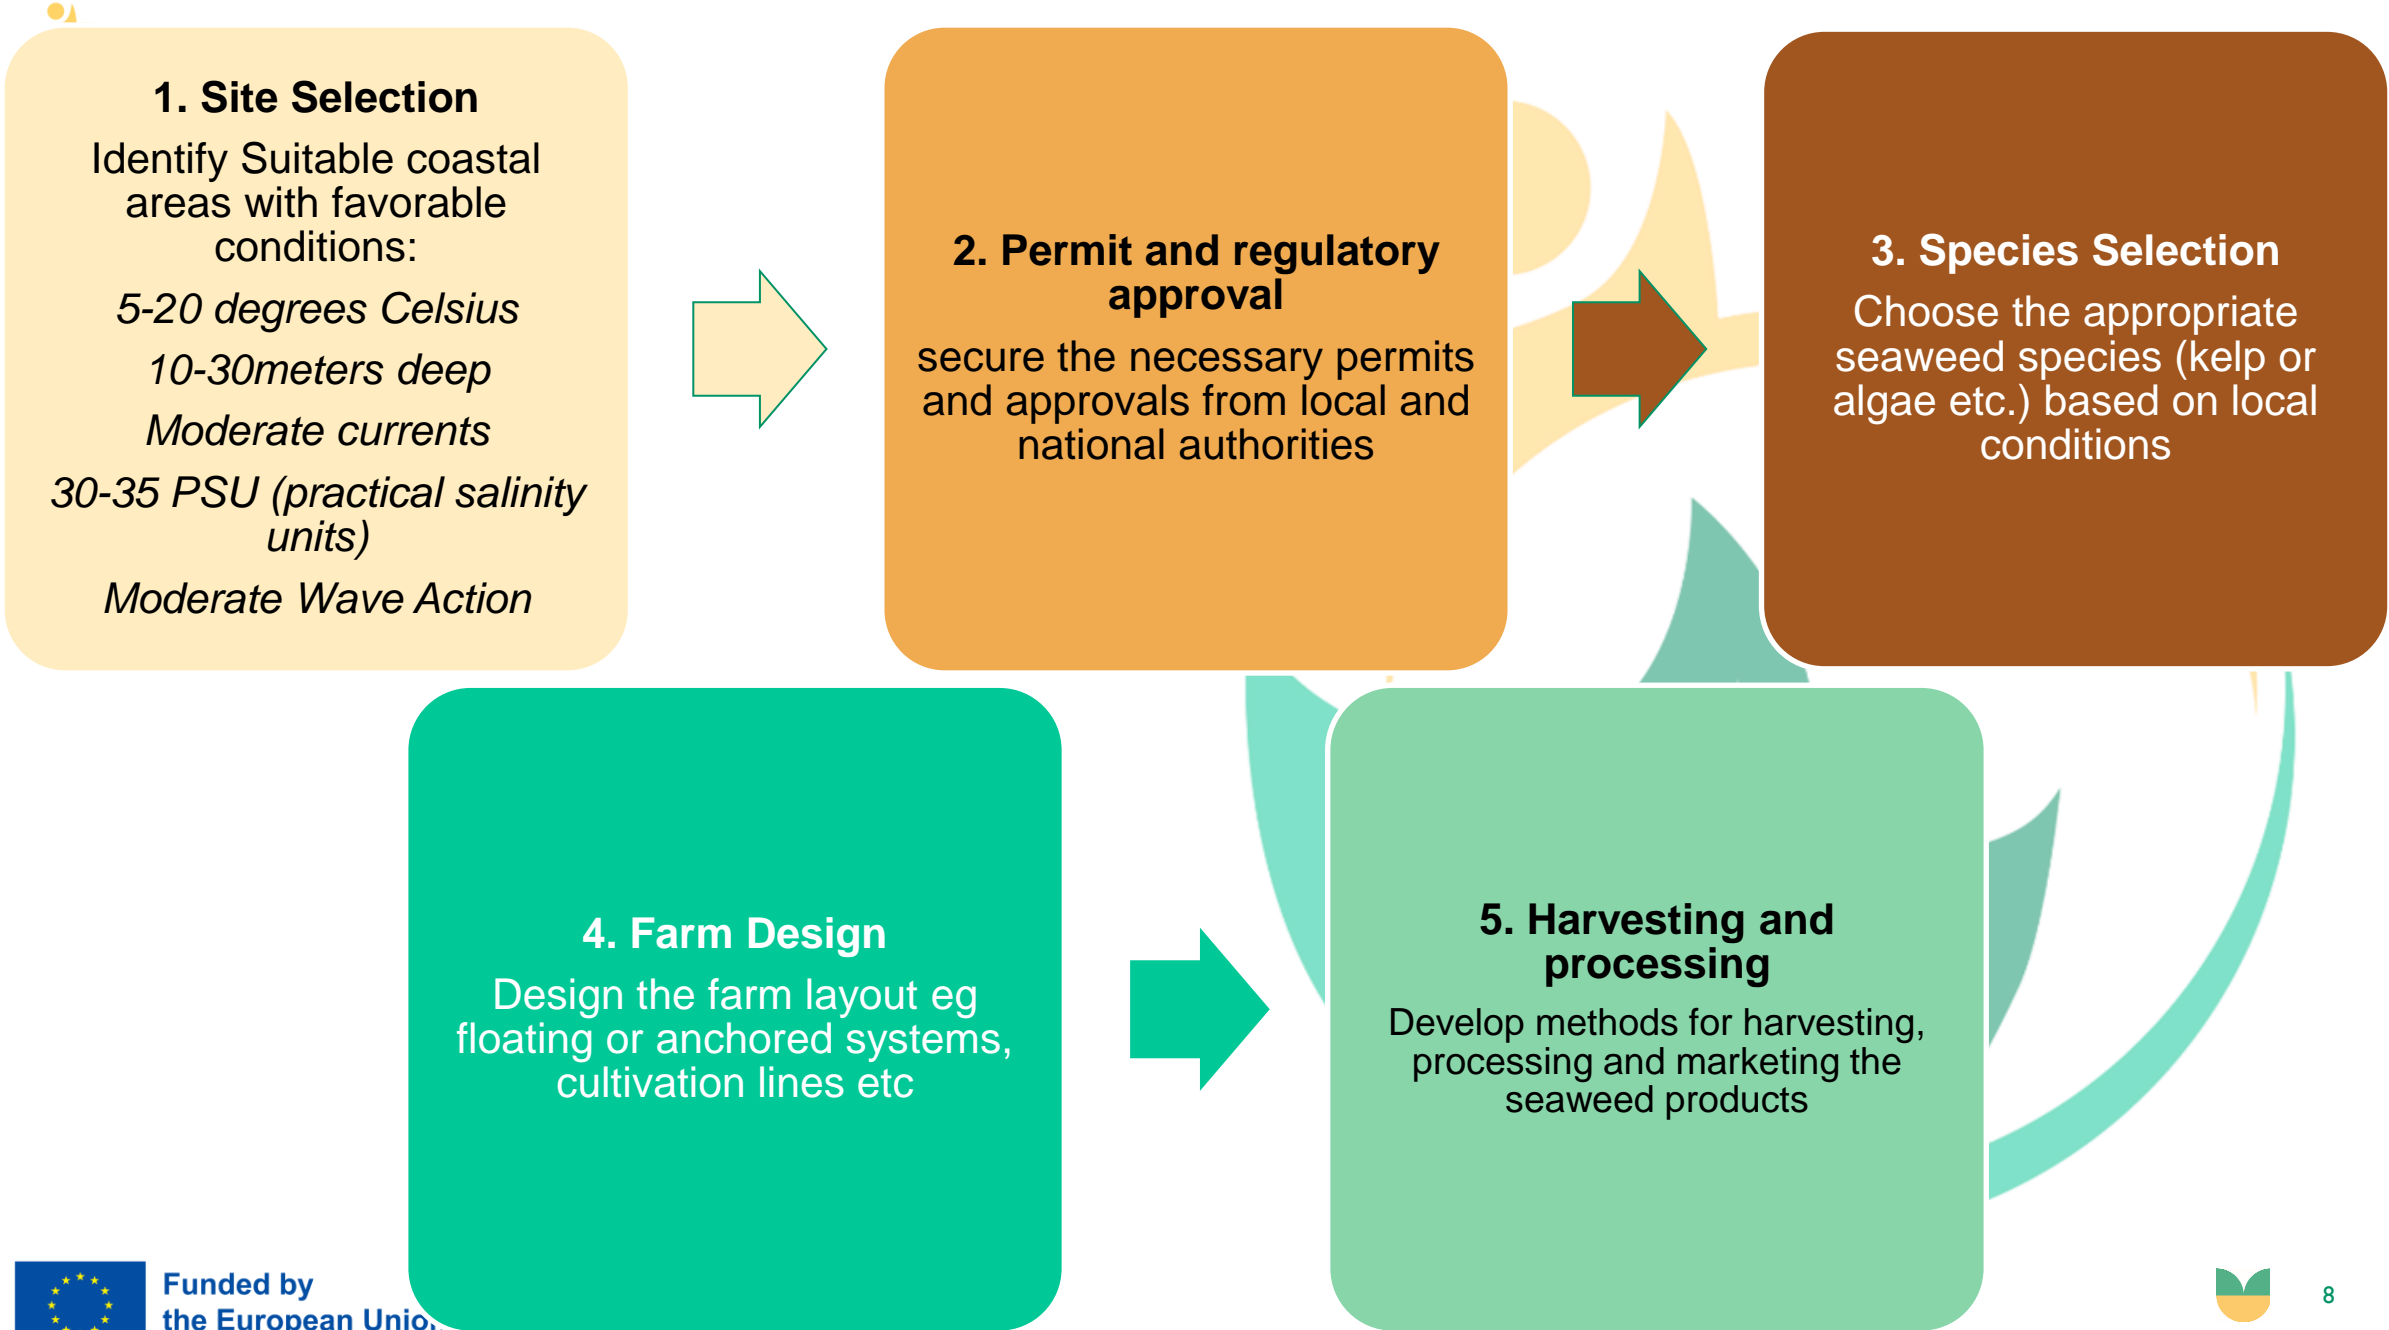 1. Site Selection
Identify Suitable coastal
areas with favorable
conditions:
5-20 degrees Celsius
10-30meters deep
Moderate currents
30-35 PSU (practical salinity
units)
Moderate Wave Action
2. Permit and regulatory
approval
secure the necessary permits
and approvals from local and
national authorities
3. Species Selection
Choose the appropriate
seaweed species (kelp or
algae etc.) based on local
conditions
4. Farm Design
Design the farm layout eg
floating or anchored systems,
cultivation lines etc
5. Harvesting and
processing
Develop methods for harvesting,
processing and marketing the
seaweed products
Funded by
the European Union
8